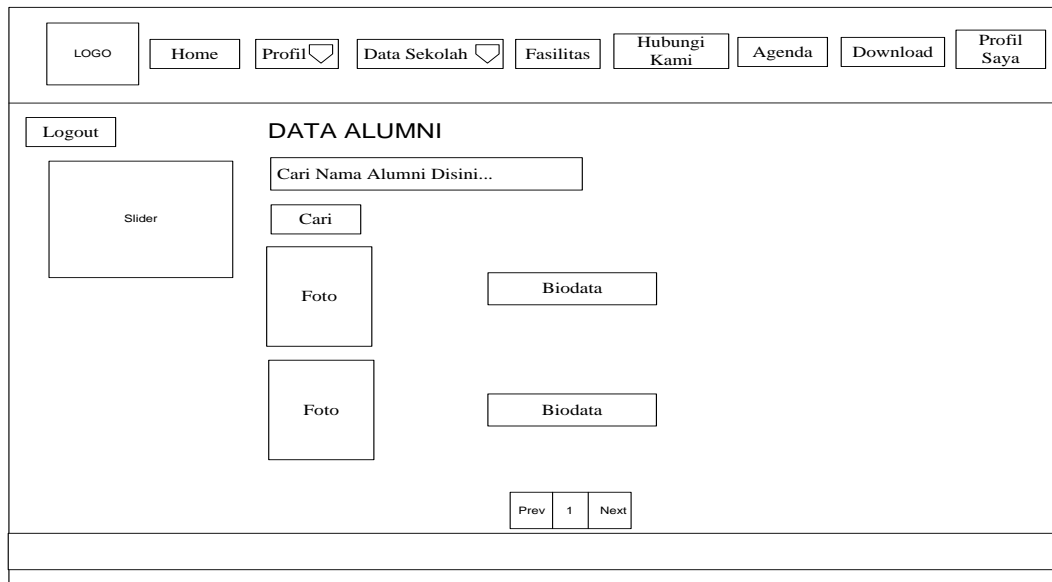 LOGO
Home
Profil
Data Sekolah
Fasilitas
Hubungi
Kami
Agenda
Download
Profil
Saya
Logout
DATA ALUMNI
Cari Nama Alumni Disini...
Slider
Cari
Foto
Biodata
Foto
Biodata
Prev 1 Next